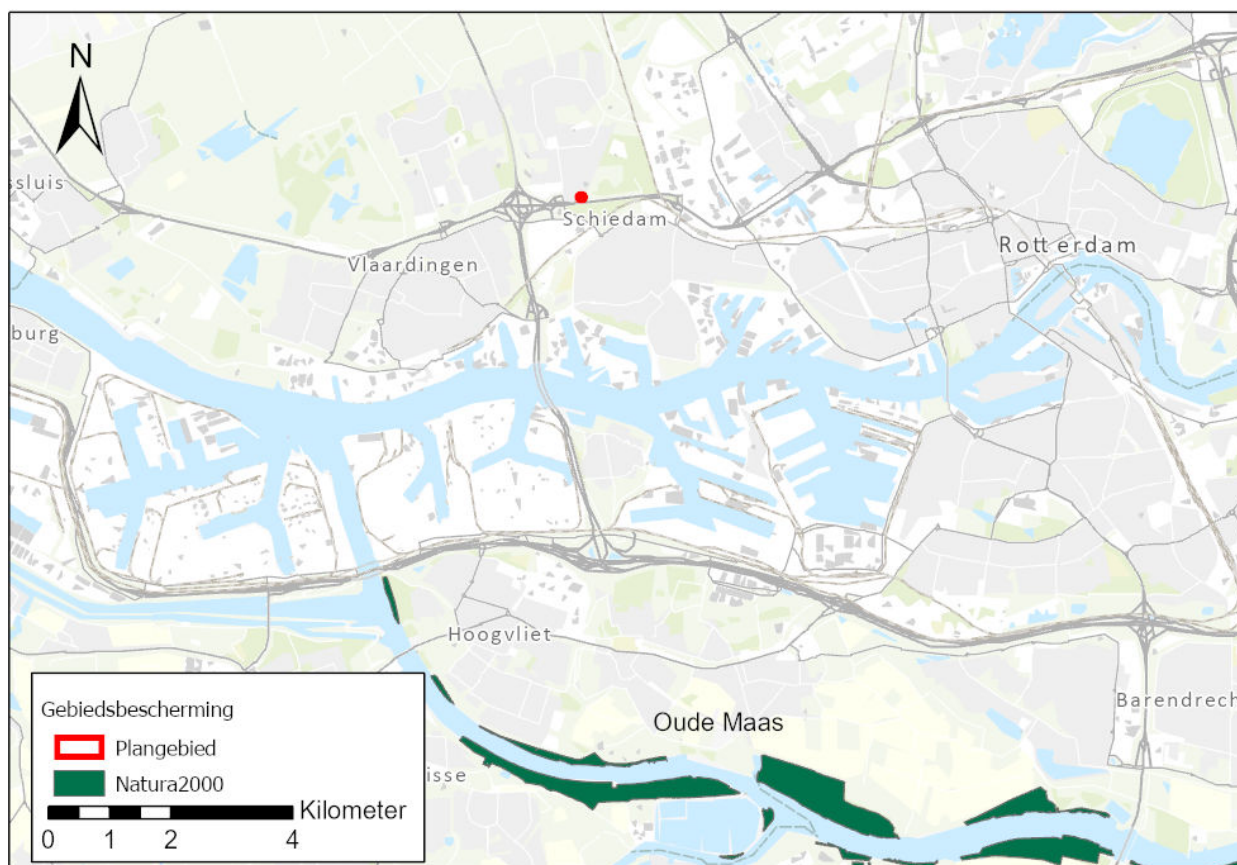 N
ssluis
Schiedam
Vlaardingen
Rotterdam
burg
Hoogvliet
Oude Maas
Barendrech
isse
Gebiedsbescherming
Plangebied
Natura2000
Kilometer
0 1 2 4